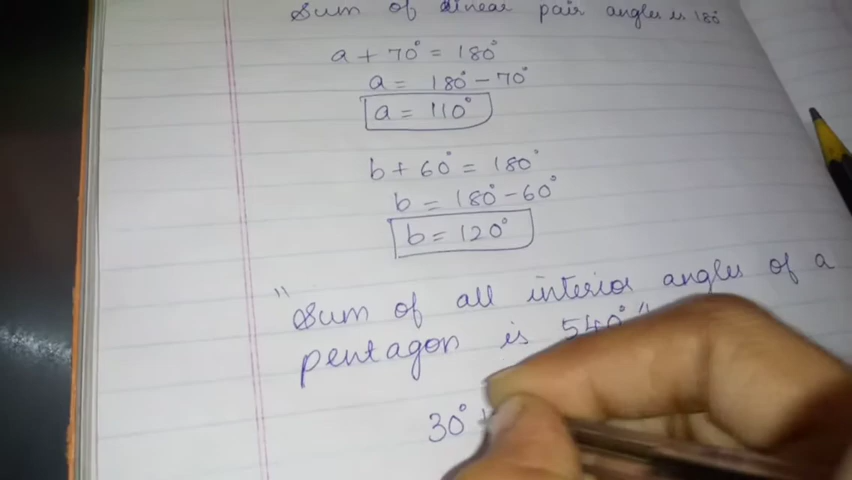 Sum of linear pair angles is 180°
a + 70° = 180°
a = 180° - 70°
a = 110°
b + 60° = 180°
b = 180° - 60°
b = 120°
"Sum of all interior angles of a
pentagon is 540°"
30° +